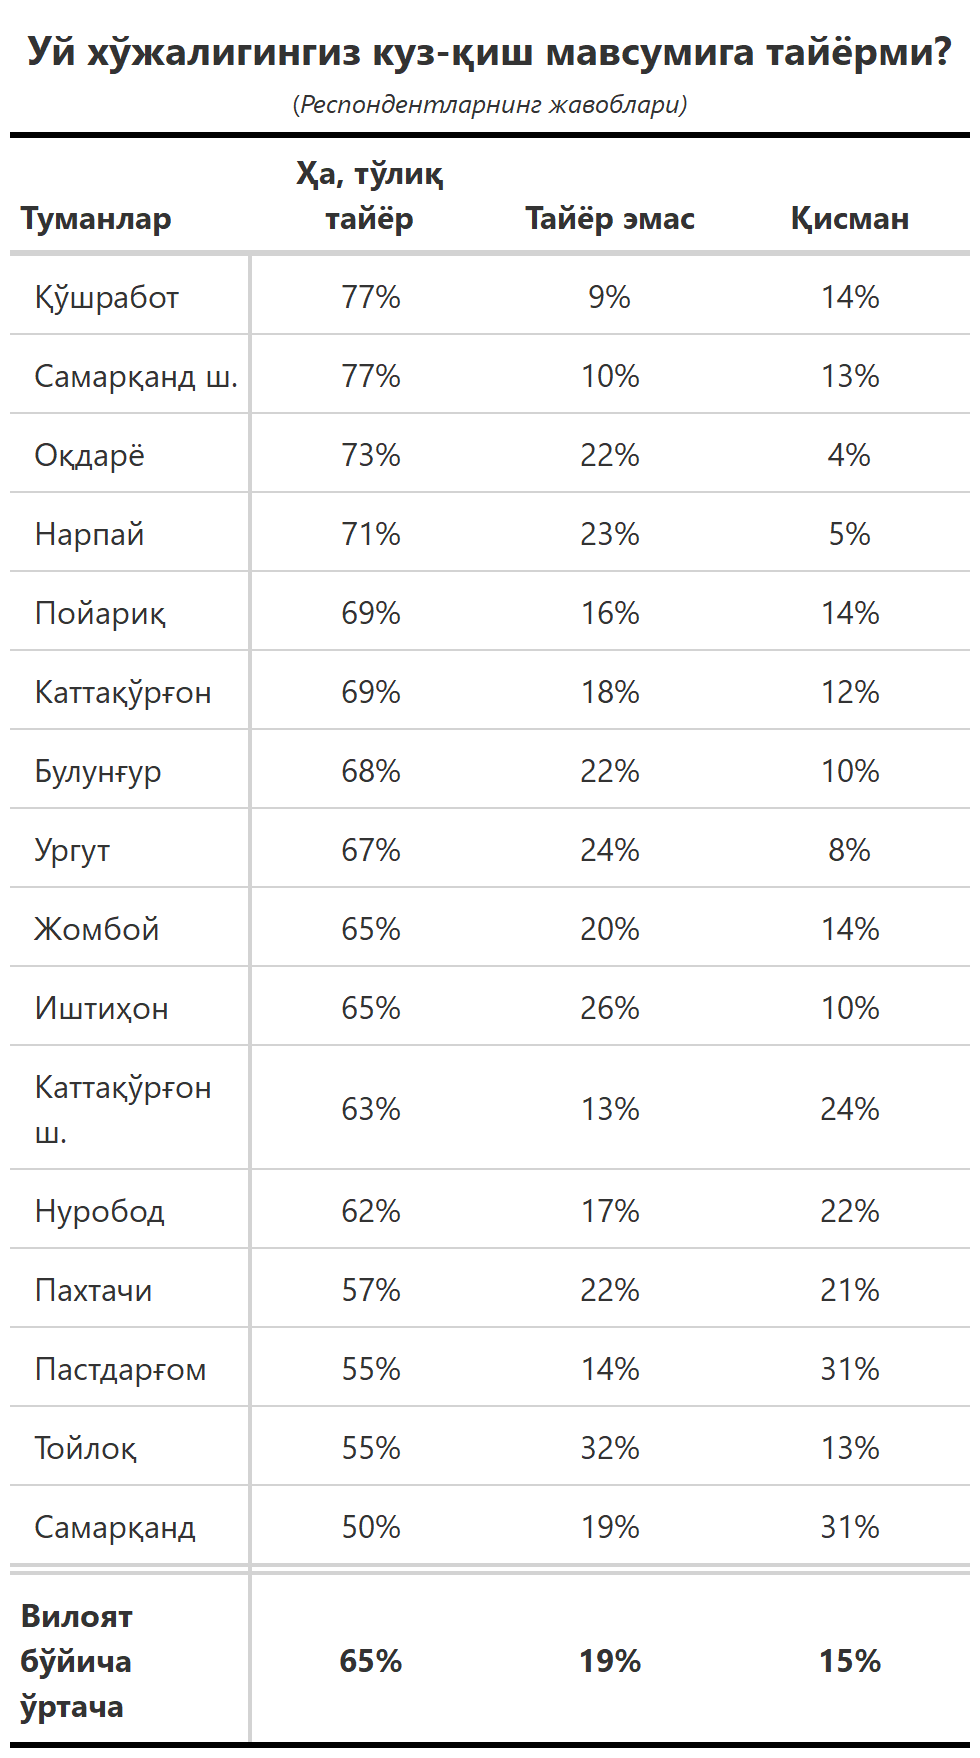 Уй хўжалигингиз куз-қиш мавсумига тайёрми?
(Респондентларнинг жавоблари)
Туманлар Ҳа, тўлиқ тайёр Тайёр эмас Қисман
Қўшработ 77% 9% 14%
Самарқанд ш. 77% 10% 13%
Оқдарё 73% 22% 4%
Нарпай 71% 23% 5%
Пойариқ 69% 16% 14%
Каттақўрғон 69% 18% 12%
Булунғур 68% 22% 10%
Ургут 67% 24% 8%
Жомбой 65% 20% 14%
Иштиҳон 65% 26% 10%
Каттақўрғон ш. 63% 13% 24%
Нуробод 62% 17% 22%
Пахтачи 57% 22% 21%
Пастдарғом 55% 14% 31%
Тойлоқ 55% 32% 13%
Самарқанд 50% 19% 31%
Вилоят бўйича ўртача 65% 19% 15%